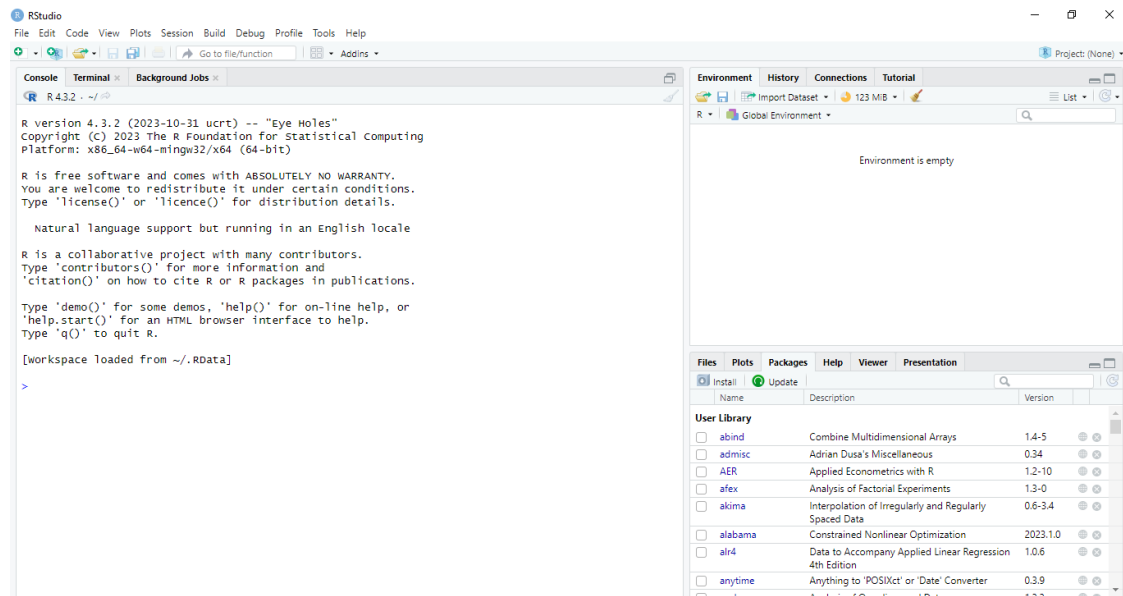 RStudio
File Edit Code View Plots Session Build Debug Profile Tools Help
Go to file/function Addins Project: (None)
Console Terminal Background Jobs
R 4.3.2 · ~/
R version 4.3.2 (2023-10-31 ucrt) -- "Eye Holes"
Copyright (C) 2023 The R Foundation for Statistical Computing
Platform: x86_64-w64-mingw32/x64 (64-bit)
R is free software and comes with ABSOLUTELY NO WARRANTY.
You are welcome to redistribute it under certain conditions.
Type 'license()' or 'licence()' for distribution details.
Natural language support but running in an English locale
R is a collaborative project with many contributors.
Type 'contributors()' for more information and
'citation()' on how to cite R or R packages in publications.
Type 'demo()' for some demos, 'help()' for on-line help, or
'help.start()' for an HTML browser interface to help.
Type 'q()' to quit R.
[Workspace loaded from ~/.RData]
>
Environment History Connections Tutorial
Import Dataset 123 MiB List
R Global Environment
Environment is empty
Files Plots Packages Help Viewer Presentation
Install Update
Name Description Version
User Library
abind Combine Multidimensional Arrays 1.4-5
admisc Adrian Dusa's Miscellaneous 0.34
AER Applied Econometrics with R 1.2-10
afex Analysis of Factorial Experiments 1.3-0
akima Interpolation of Irregularly and Regularly 0.6-3.4
Spaced Data
alabama Constrained Nonlinear Optimization 2023.1.0
alr4 Data to Accompany Applied Linear Regression 1.0.6
4th Edition
anytime Anything to 'POSIXct' or 'Date' Converter 0.3.9